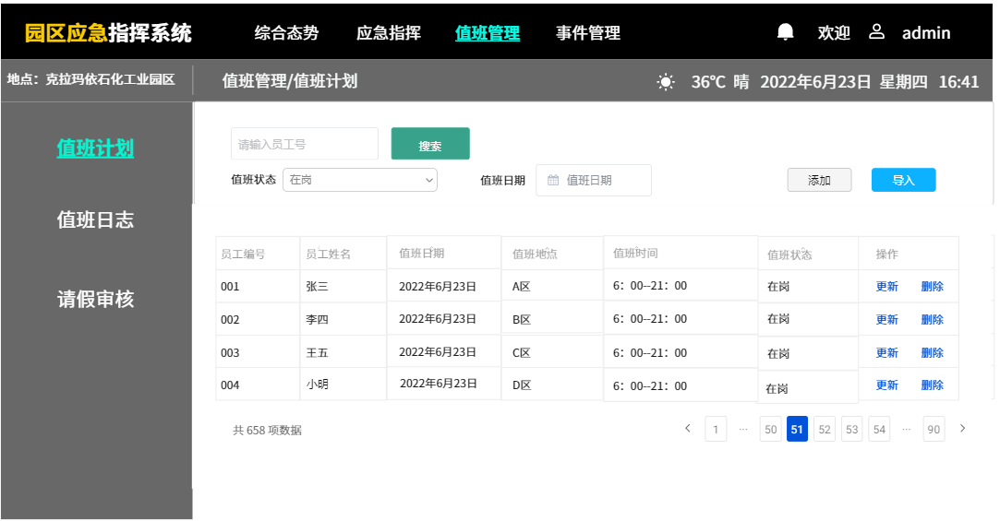 园区应急指挥系统 综合态势 应急指挥 值班管理 事件管理 欢迎 admin
地点：克拉玛依石化工业园区 值班管理/值班计划 36℃ 晴 2022年6月23日 星期四 16:41
值班计划
值班日志
请假审核
请输入员工号 搜索
值班状态 在岗 值班日期 值班日期 添加 导入
员工编号 员工姓名 值班日期 值班地点 值班时间 值班状态 操作
001 张三 2022年6月23日 A区 6：00--21：00 在岗 更新 删除
002 李四 2022年6月23日 B区 6：00--21：00 在岗 更新 删除
003 王五 2022年6月23日 C区 6：00--21：00 在岗 更新 删除
004 小明 2022年6月23日 D区 6：00--21：00 在岗 更新 删除
共 658 项数据 1 ··· 50 51 52 53 54 ··· 90